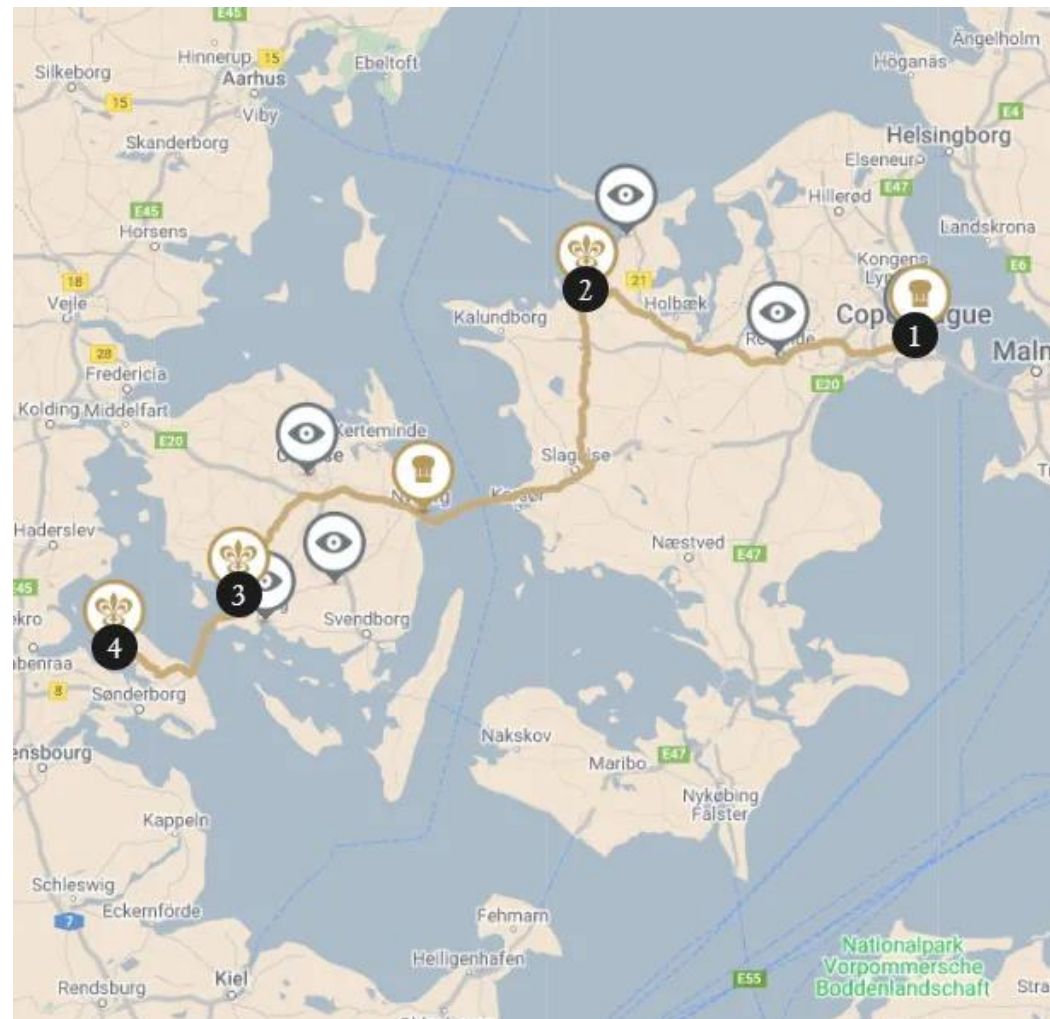 E45
Hinnerup
15
Ebeltoft
Ängelholm
Höganäs
Silkeborg
Aarhus
15
Viby
E4
Skanderborg
Helsingborg
Elseneur
E47
Hillerød
E45
Horsens
Landskrona
Kongens
E6
18
21
Vejle
Holbæk
Kalundborg
2
1
Malm
28
Fredericia
E20
Kolding
Middelfart
Kerteminde
E20
Slagelse
Haderslev
Næstved
E47
45
3
Svendborg
4
8
Sønderborg
Nakskov
Maribo
E47
Nykøbing
Falster
Kappeln
Schleswig
7
Eckernförde
Fehmarn
Heiligenhafen
Nationalpark
Vorpommersche
Boddenlandschaft
Kiel
E55
Rendsburg
Stra